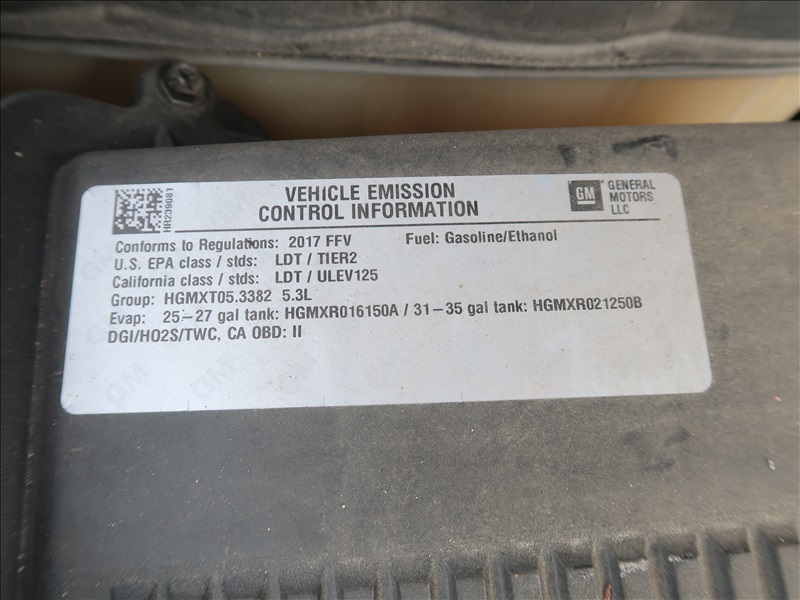 VEHICLE EMISSION
CONTROL INFORMATION
GM
GENERAL
MOTORS
LLC
HR239081
Conforms to Regulations: 2017 FFV Fuel: Gasoline/Ethanol
U.S. EPA class / stds: LDT / TIER2
California class / stds: LDT / ULEV125
Group: HGMXT05.3382 5.3L
Evap: 25-27 gal tank: HGMXR016150A / 31-35 gal tank: HGMXR021250B
DGI/HO2S/TWC, CA OBD: II